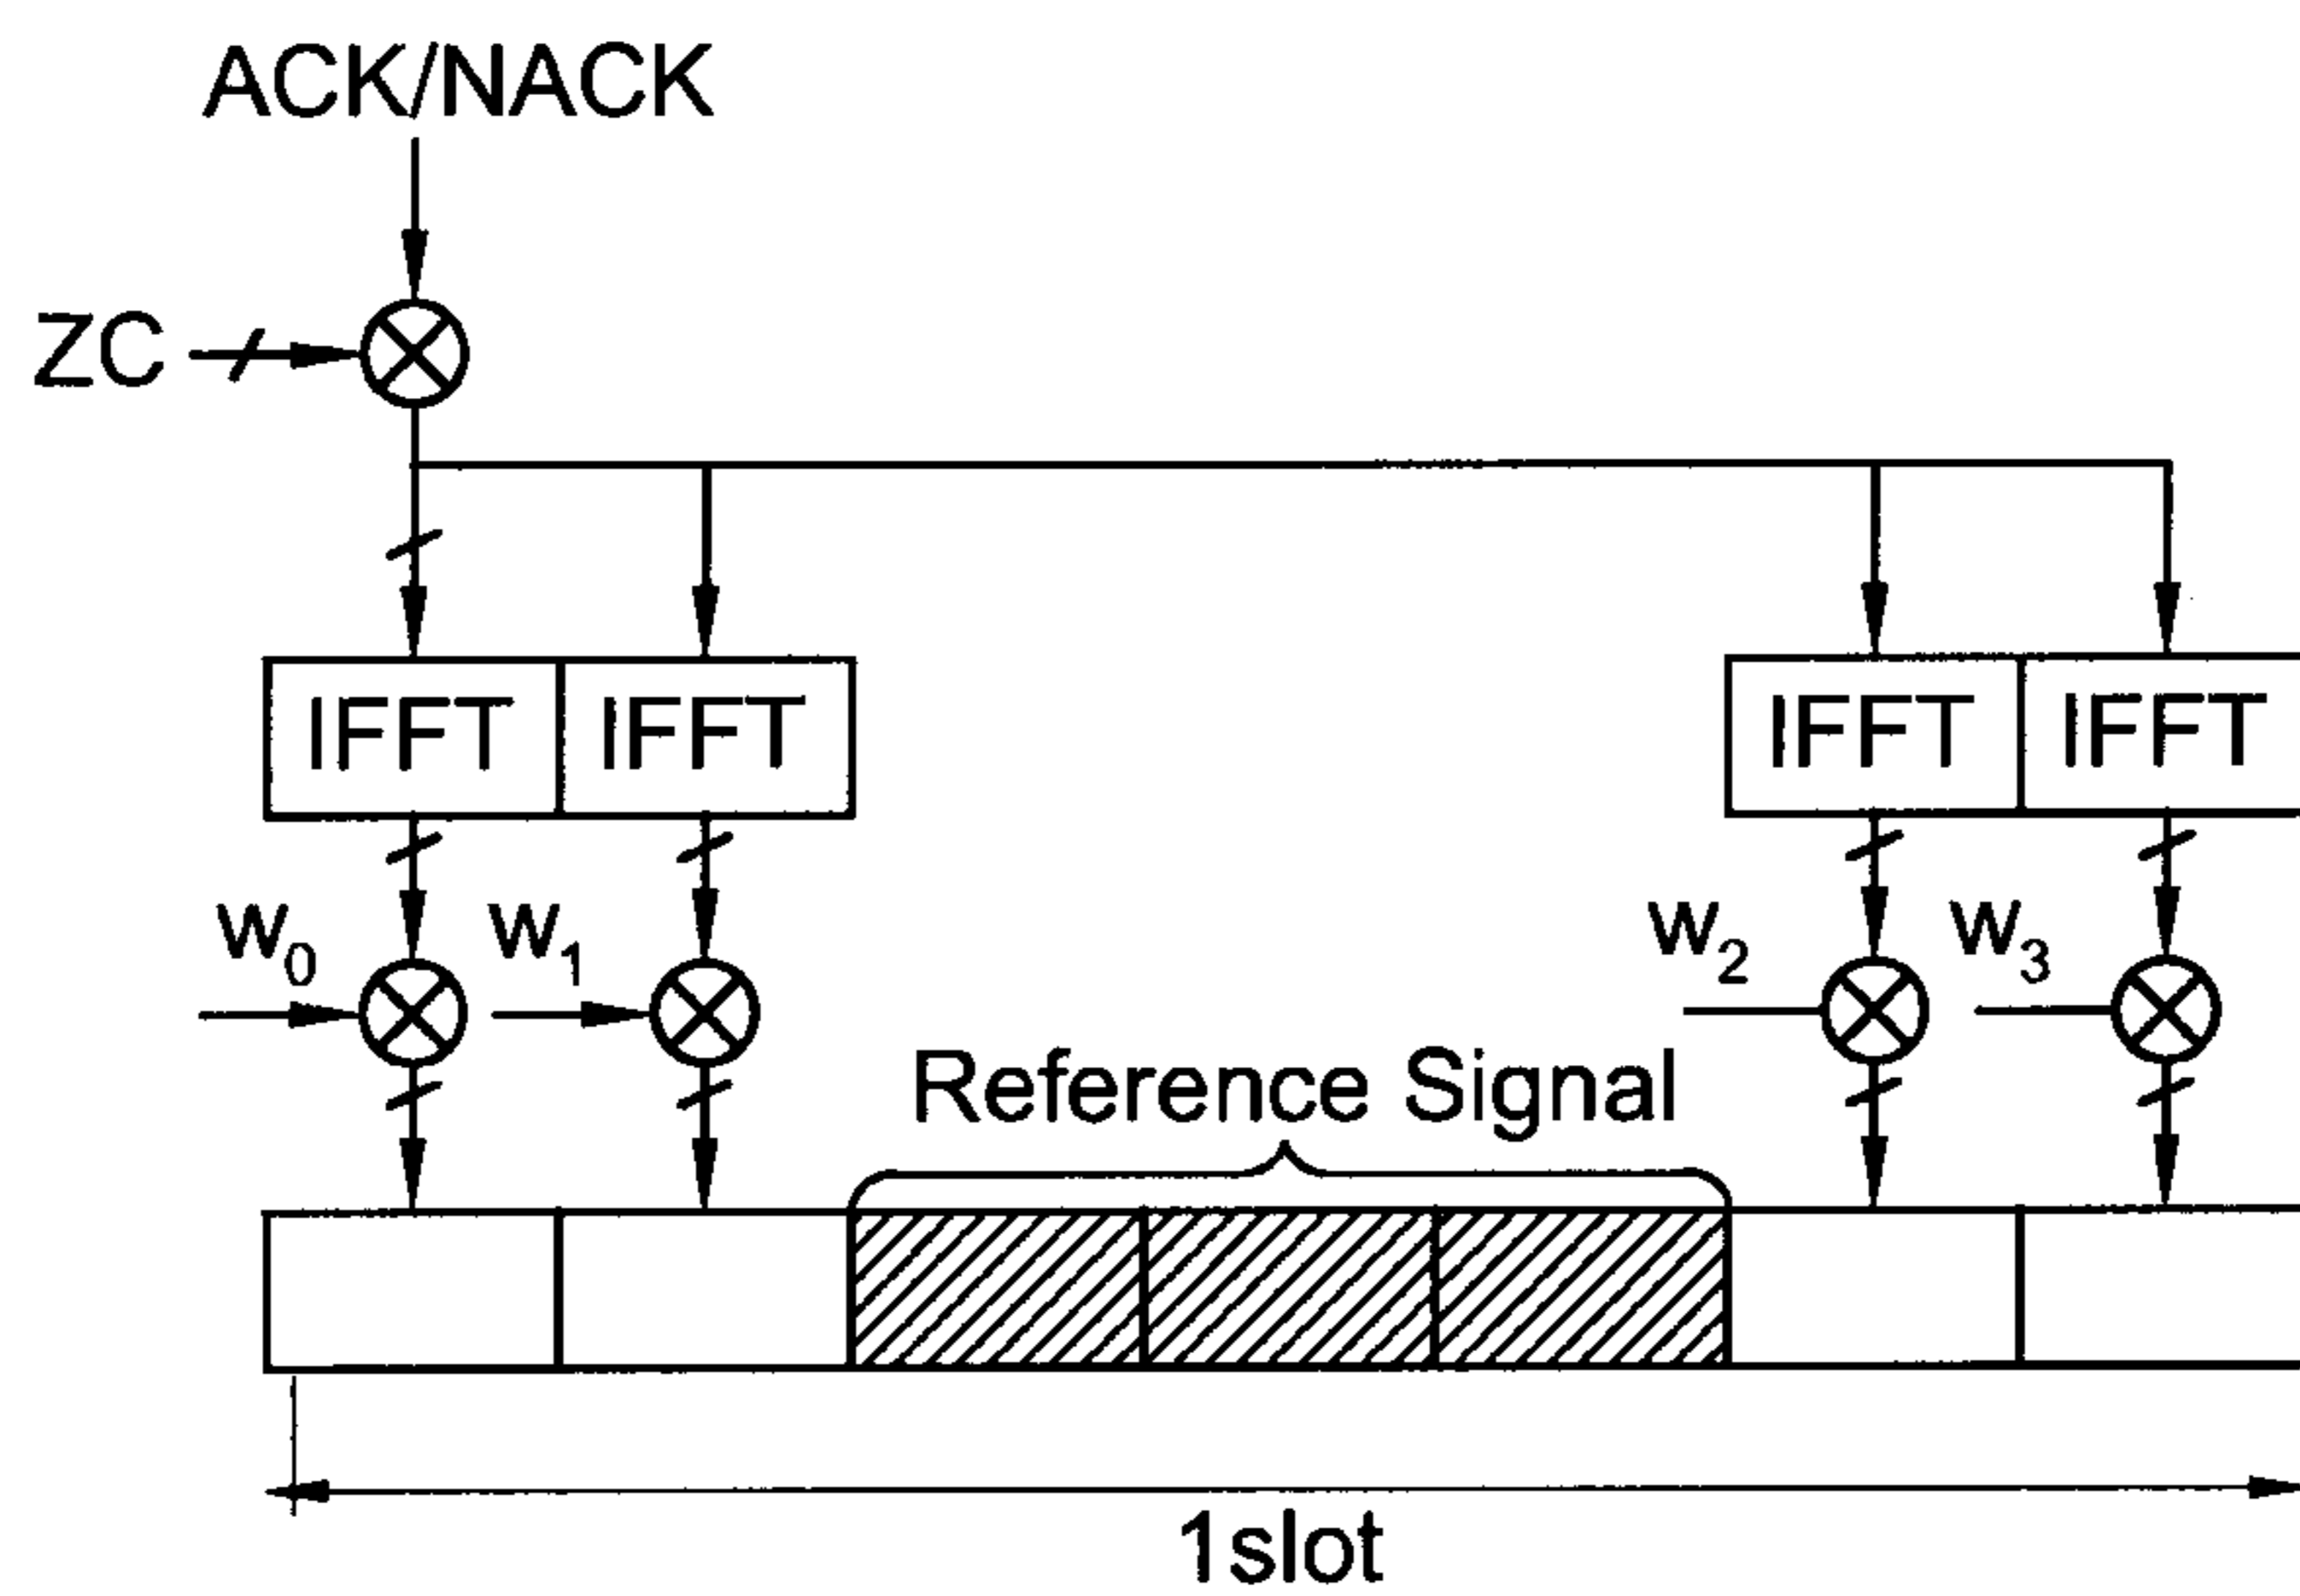 ACK/NACK
ZC
IFFT IFFT IFFT IFFT
w0 w1 w2 w3
Reference Signal
1slot